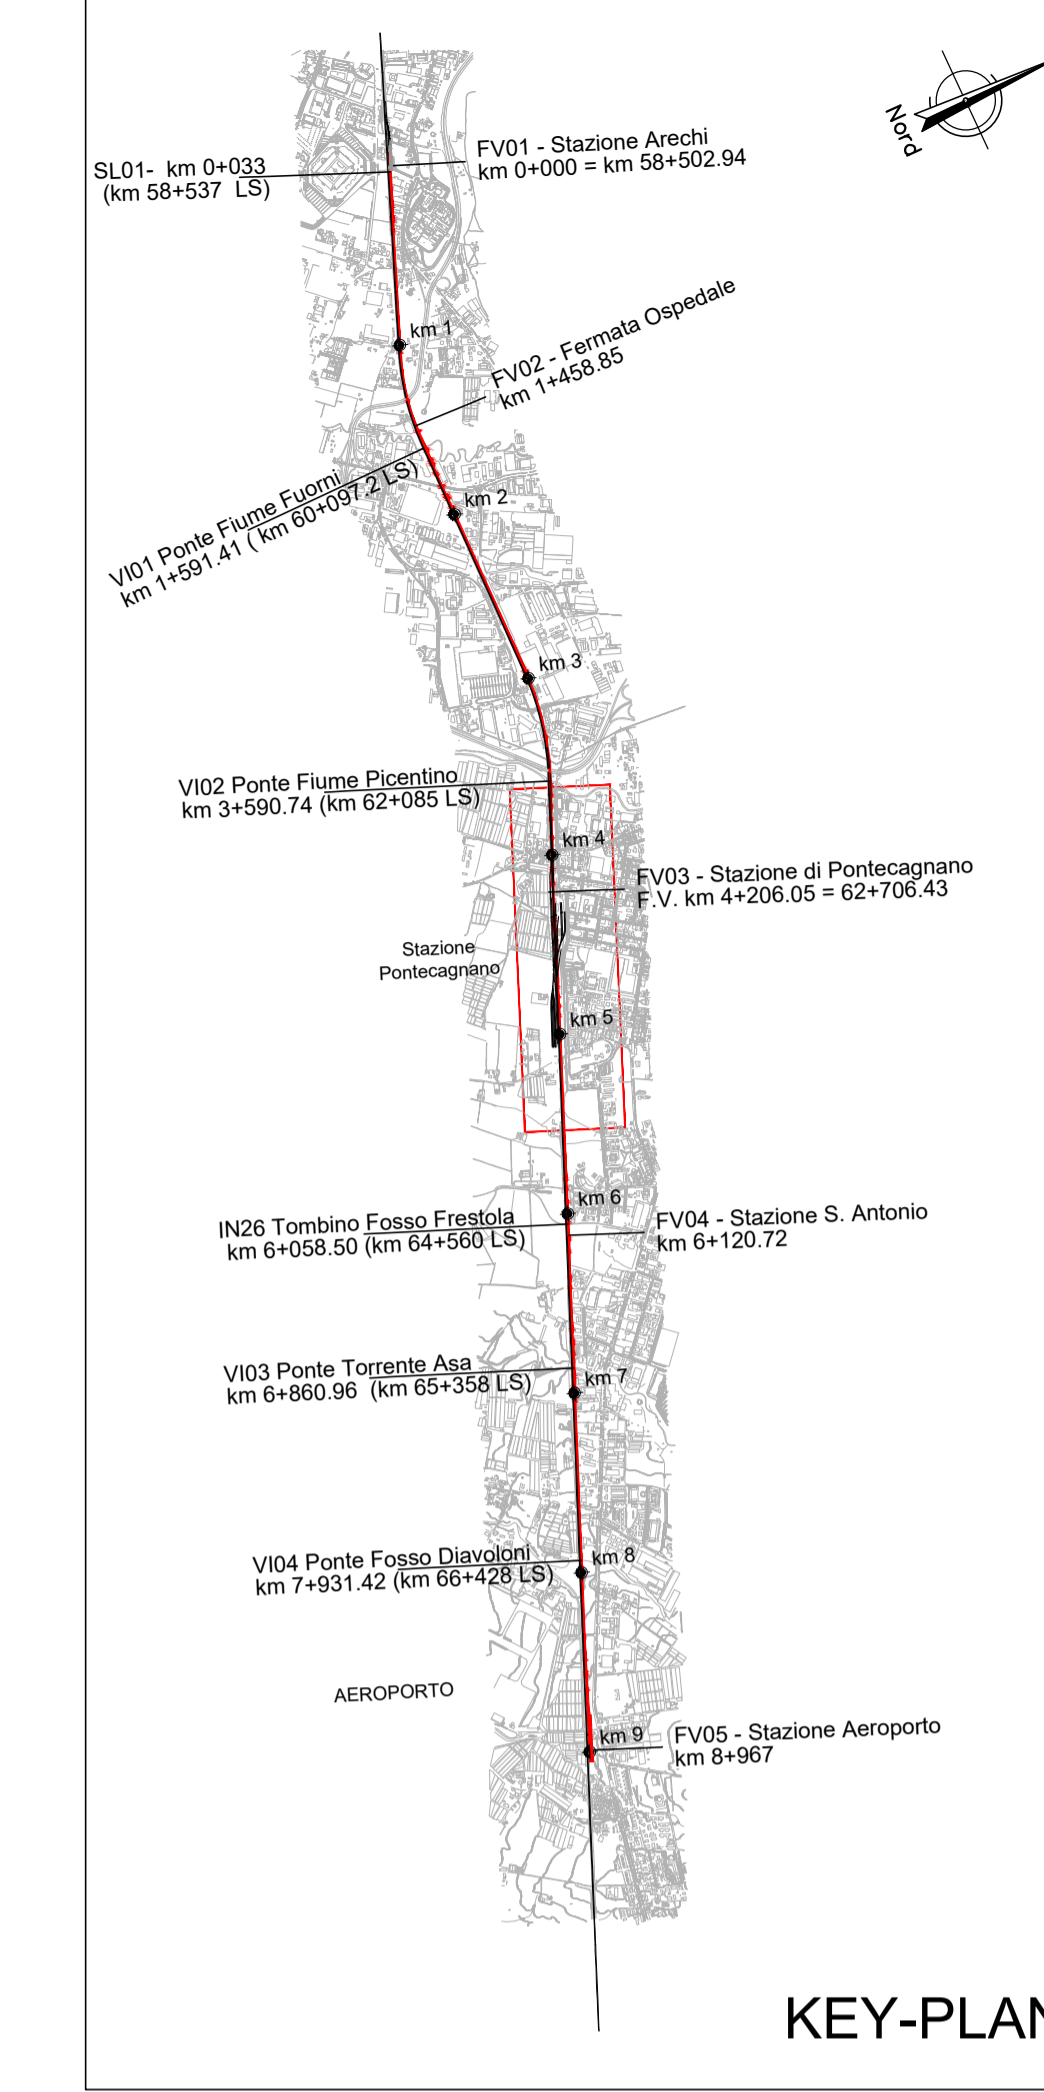 Nord
FV01 - Stazione Arechi
km 0+000 = km 58+502.94
SL01- km 0+033
(km 58+537 LS)
km 1
FV02 - Fermata Ospedale
km 1+458.85
VI01 Ponte Fiume Fuorni
km 1+591.41 ( km 60+097.2 LS)
km 2
km 3
VI02 Ponte Fiume Picentino
km 3+590.74 (km 62+085 LS)
km 4
FV03 - Stazione di Pontecagnano
F.V. km 4+206.05 = 62+706.43
Stazione
Pontecagnano
km 5
km 6
IN26 Tombino Fosso Frestola
km 6+058.50 (km 64+560 LS)
FV04 - Stazione S. Antonio
km 6+120.72
VI03 Ponte Torrente Asa
km 6+860.96 (km 65+358 LS)
km 7
VI04 Ponte Fosso Diavoloni
km 7+931.42 (km 66+428 LS)
km 8
AEROPORTO
km 9
FV05 - Stazione Aeroporto
km 8+967
KEY-PLAN